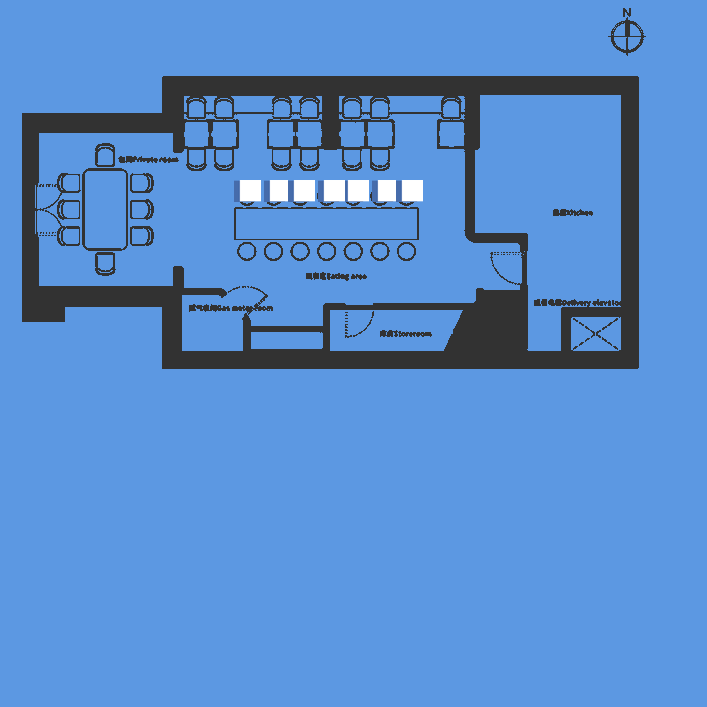 N
包间Private room
厨房Kitchen
就餐区Eating area
送餐电梯Delivery elevator
燃气表间Gas meter room
库房Storeroom